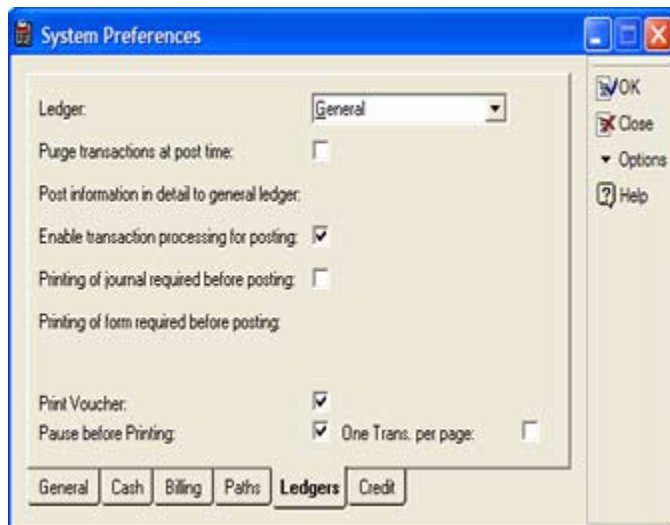 System Preferences
OK
Close
Options
Help
Ledger: General
Purge transactions at post time:
Post information in detail to general ledger:
Enable transaction processing for posting:
Printing of journal required before posting:
Printing of form required before posting:
Print Voucher:
Pause before Printing: One Trans. per page:
General Cash Billing Paths Ledgers Credit